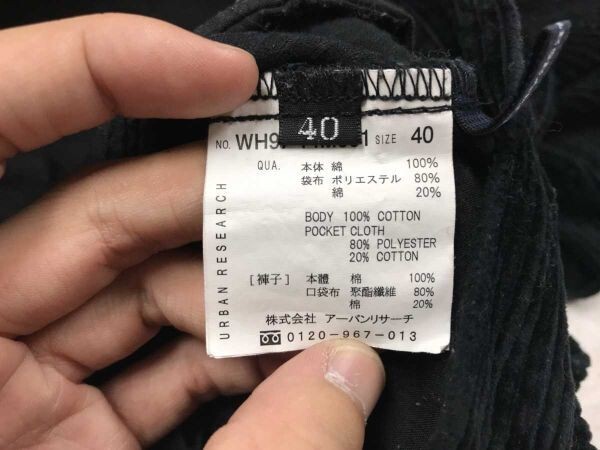 40
NO. SIZE 40
QUA. 本体 綿 100%
袋布 ポリエステル 80%
綿 20%
BODY 100% COTTON
POCKET CLOTH
80% POLYESTER
20% COTTON
[褲子] 本體 棉 100%
口袋布 聚酯纖維 80%
棉 20%
株式会社 アーバンリサーチ
0120-967-013
URBAN RESEARCH